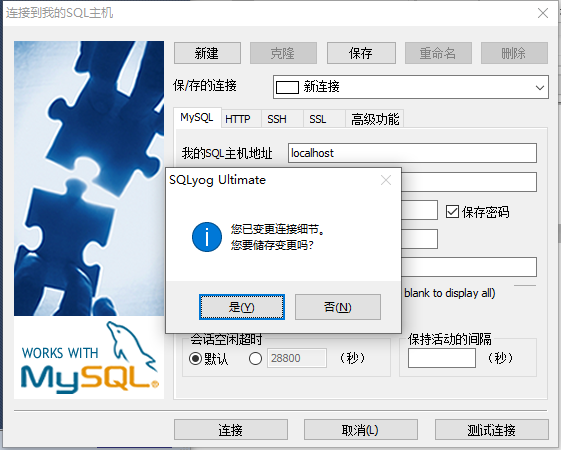 连接到我的SQL主机
新建
克隆
保存
重命名
删除
保/存的连接
新连接
MySQL
HTTP
SSH
SSL
高级功能
我的SQL主机地址
localhost
SQLyog Ultimate
保存密码
您已变更连接细节。
您要储存变更吗?
是(Y)
否(N)
blank to display all)
会话空闲超时
默认
28800
(秒)
保持活动的间隔
(秒)
WORKS WITH
MySQL®
连接
取消(L)
测试连接